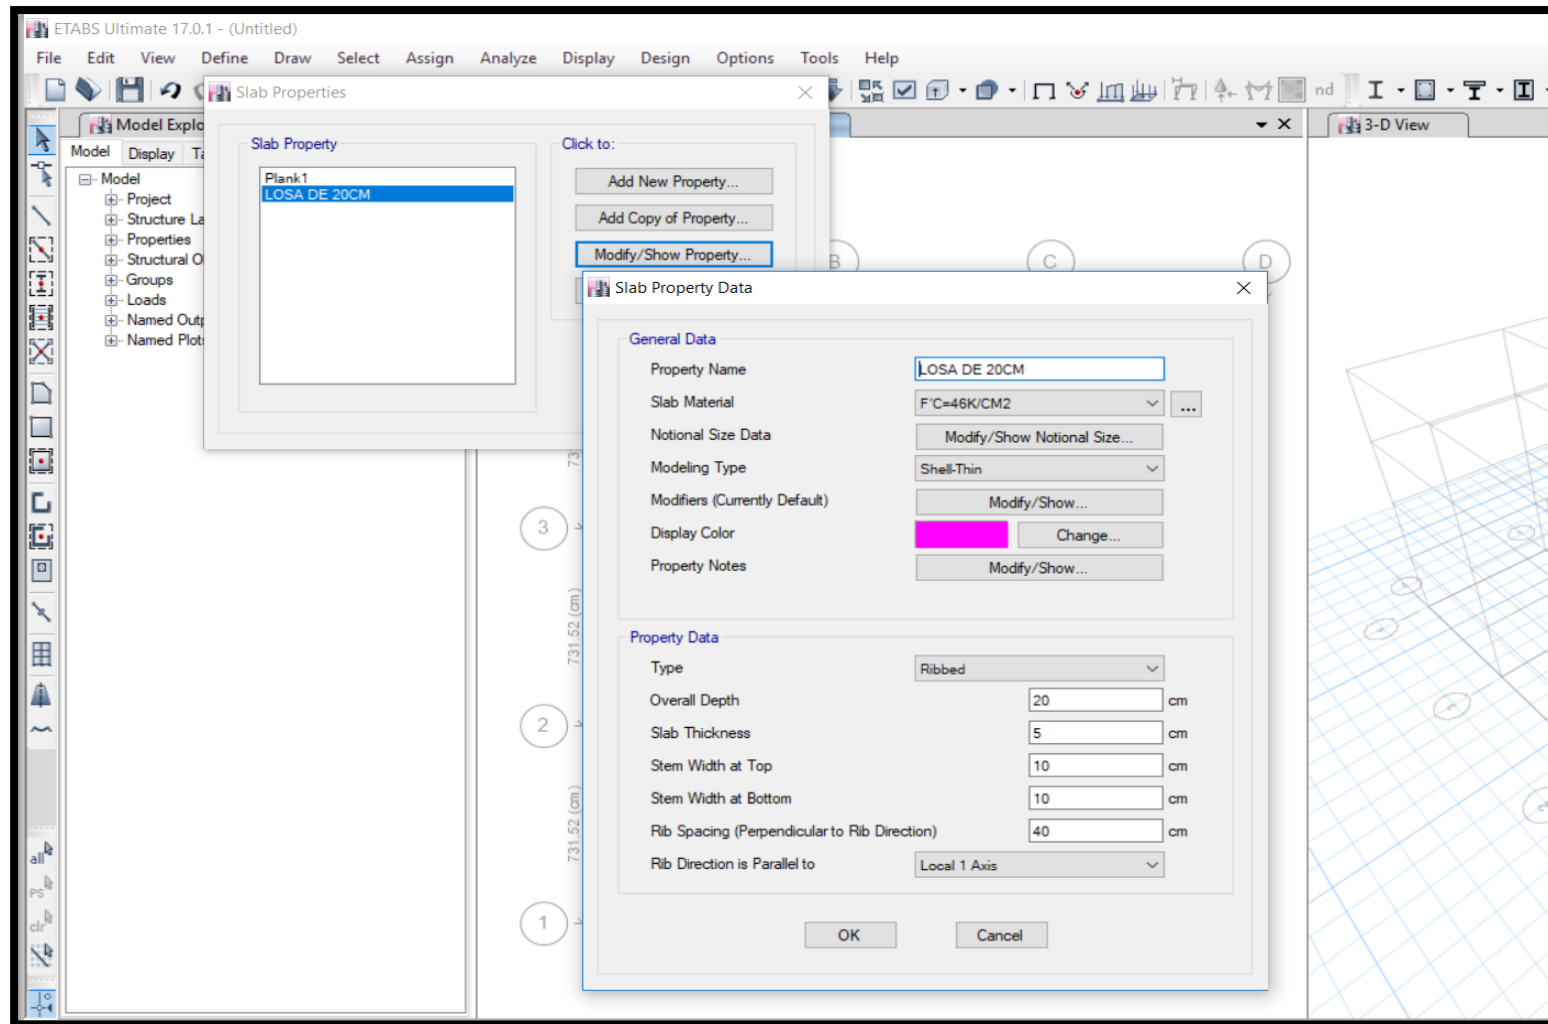 ETABS Ultimate 17.0.1 - (Untitled)
File Edit View Define Draw Select Assign Analyze Display Design Options Tools Help
nd
Slab Properties
Model Explo
3-D View
Model Display Ta
Model
Project
Structure La
Properties
Structural O
Groups
Loads
Named Outp
Named Plots
Slab Property
Plank1
LOSA DE 20CM
Click to:
Add New Property...
Add Copy of Property...
Modify/Show Property...
B
C
D
Slab Property Data
General Data
Property Name LOSA DE 20CM
Slab Material F'C=46K/CM2 ...
Notional Size Data Modify/Show Notional Size...
Modeling Type Shell-Thin
Modifiers (Currently Default) Modify/Show...
Display Color Change...
Property Notes Modify/Show...
Property Data
Type Ribbed
Overall Depth 20 cm
Slab Thickness 5 cm
Stem Width at Top 10 cm
Stem Width at Bottom 10 cm
Rib Spacing (Perpendicular to Rib Direction) 40 cm
Rib Direction is Parallel to Local 1 Axis
OK Cancel
73
3
731.52 (cm)
2
731.52 (cm)
1
all
PS
clr